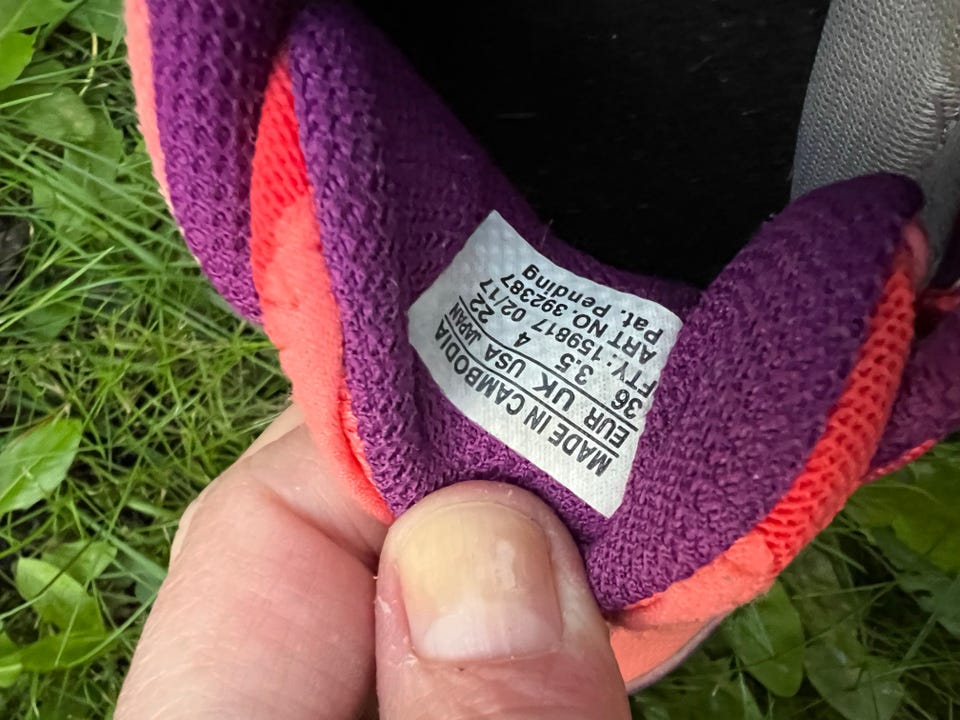 MADE IN CAMBODIA
EUR UK USA JAPAN
36 3.5 4 22
FTY. 159817 02/17
ART NO. 392387
Pat. Pending